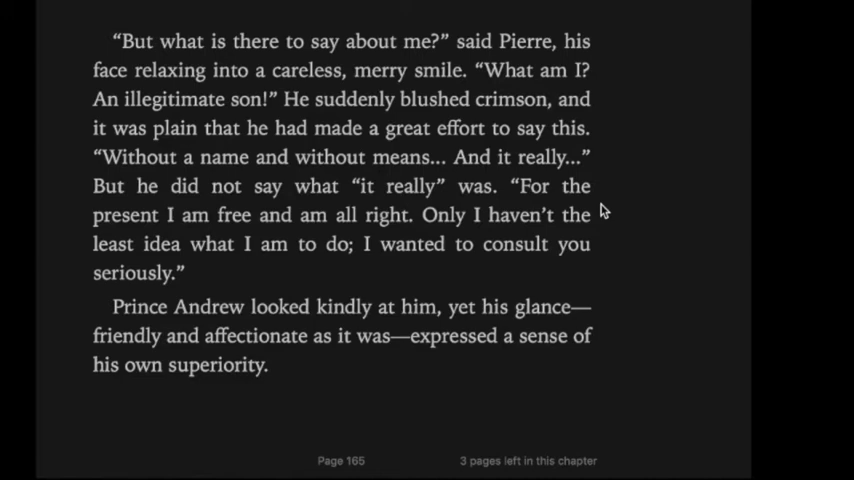 “But what is there to say about me?” said Pierre, his
face relaxing into a careless, merry smile. “What am I?
An illegitimate son!” He suddenly blushed crimson, and
it was plain that he had made a great effort to say this.
“Without a name and without means... And it really...”
But he did not say what “it really” was. “For the
present I am free and am all right. Only I haven’t the
least idea what I am to do; I wanted to consult you
seriously.”
Prince Andrew looked kindly at him, yet his glance—
friendly and affectionate as it was—expressed a sense of
his own superiority.
Page 165
3 pages left in this chapter